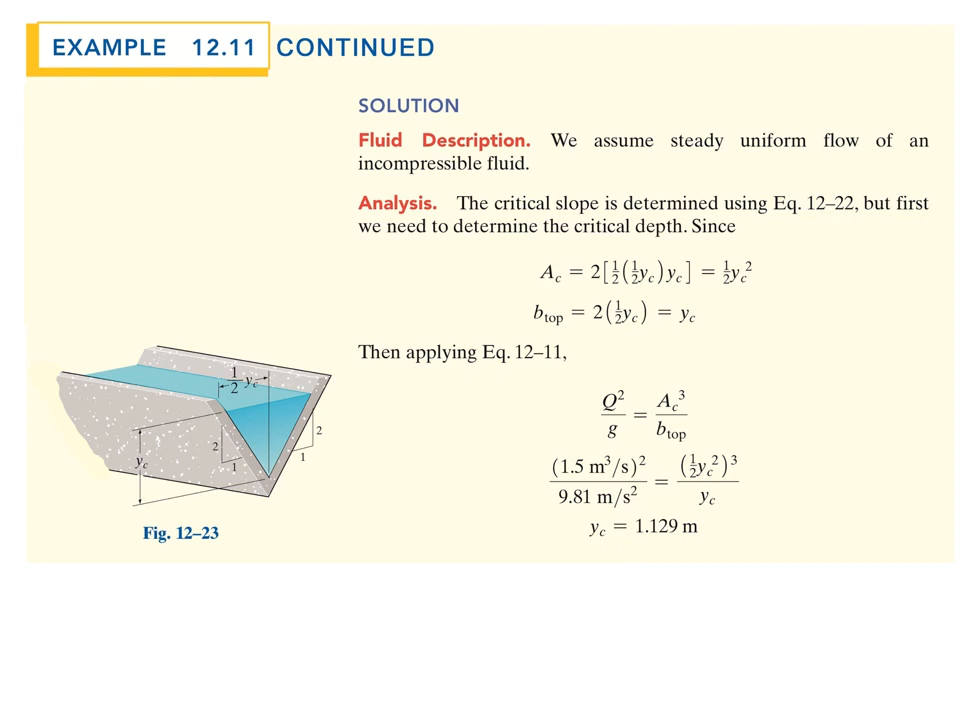 EXAMPLE 12.11 CONTINUED
SOLUTION
Fluid Description. We assume steady uniform flow of an
incompressible fluid.
Analysis. The critical slope is determined using Eq. 12–22, but first
we need to determine the critical depth. Since
A_c = 2[½(½y_c)y_c] = ½y_c²
b_top = 2(½y_c) = y_c
Then applying Eq. 12–11,
Q²/g = A_c³/b_top
(1.5 m³/s)²/9.81 m/s² = (½y_c²)³/y_c
y_c = 1.129 m
½ y_c
2
1
2
1
y_c
Fig. 12–23